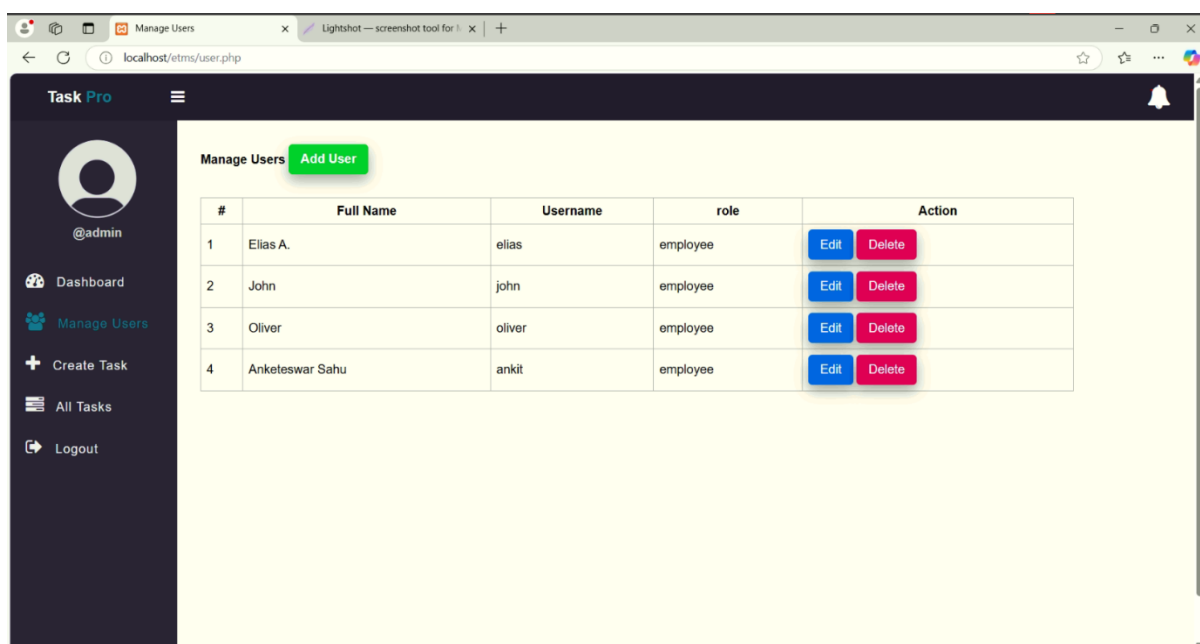 Manage Users
Lightshot — screenshot tool for
localhost/etms/user.php
Task Pro
@admin
Dashboard
Manage Users
Create Task
All Tasks
Logout
Manage Users Add User
# Full Name Username role Action
1 Elias A. elias employee Edit Delete
2 John john employee Edit Delete
3 Oliver oliver employee Edit Delete
4 Anketeswar Sahu ankit employee Edit Delete